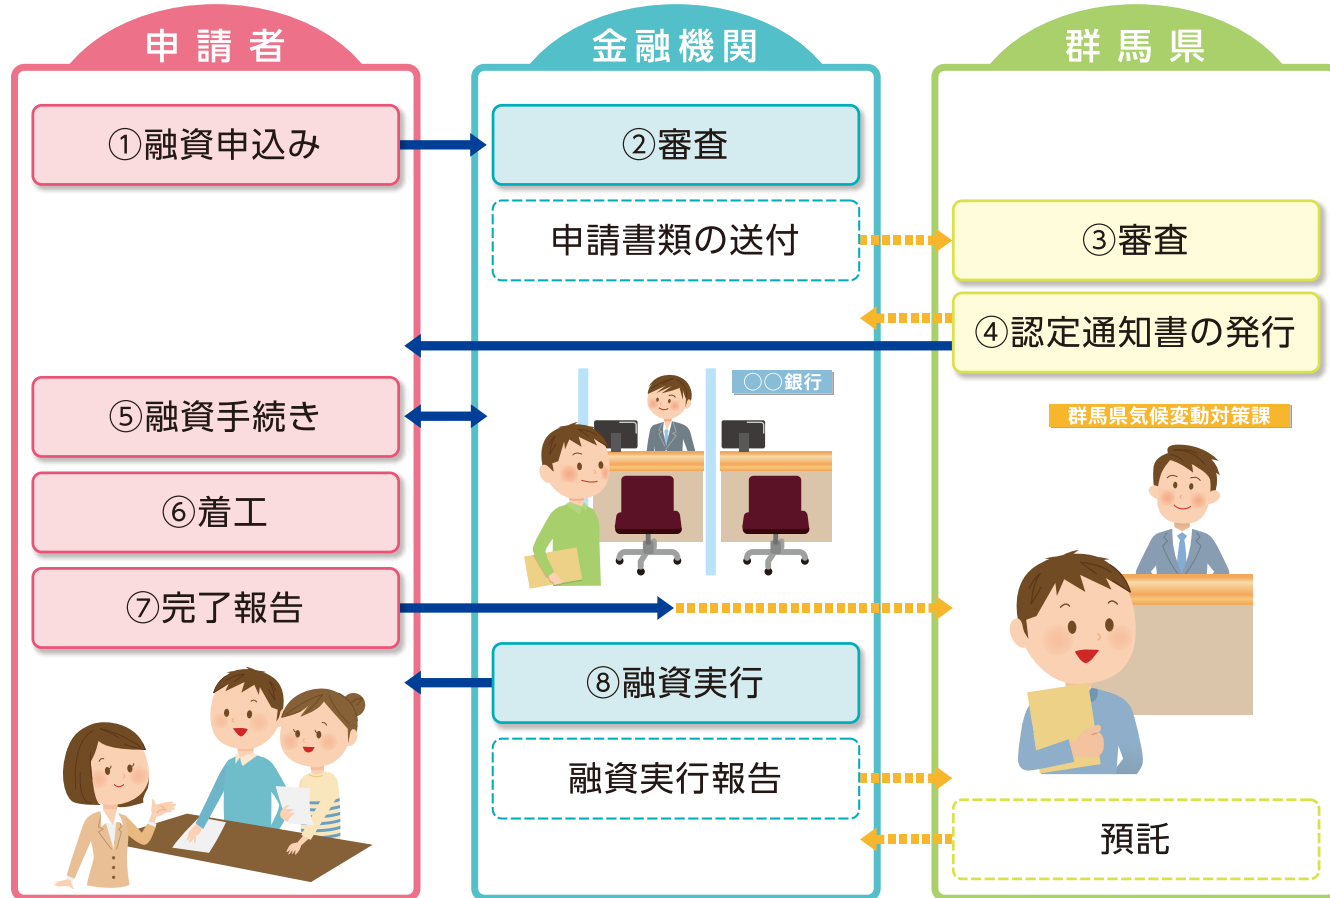 申請者
金融機関
群馬県
①融資申込み
②審査
申請書類の送付
③審査
④認定通知書の発行
⑤融資手続き
○○銀行
群馬県気候変動対策課
⑥着工
⑦完了報告
⑧融資実行
融資実行報告
預託